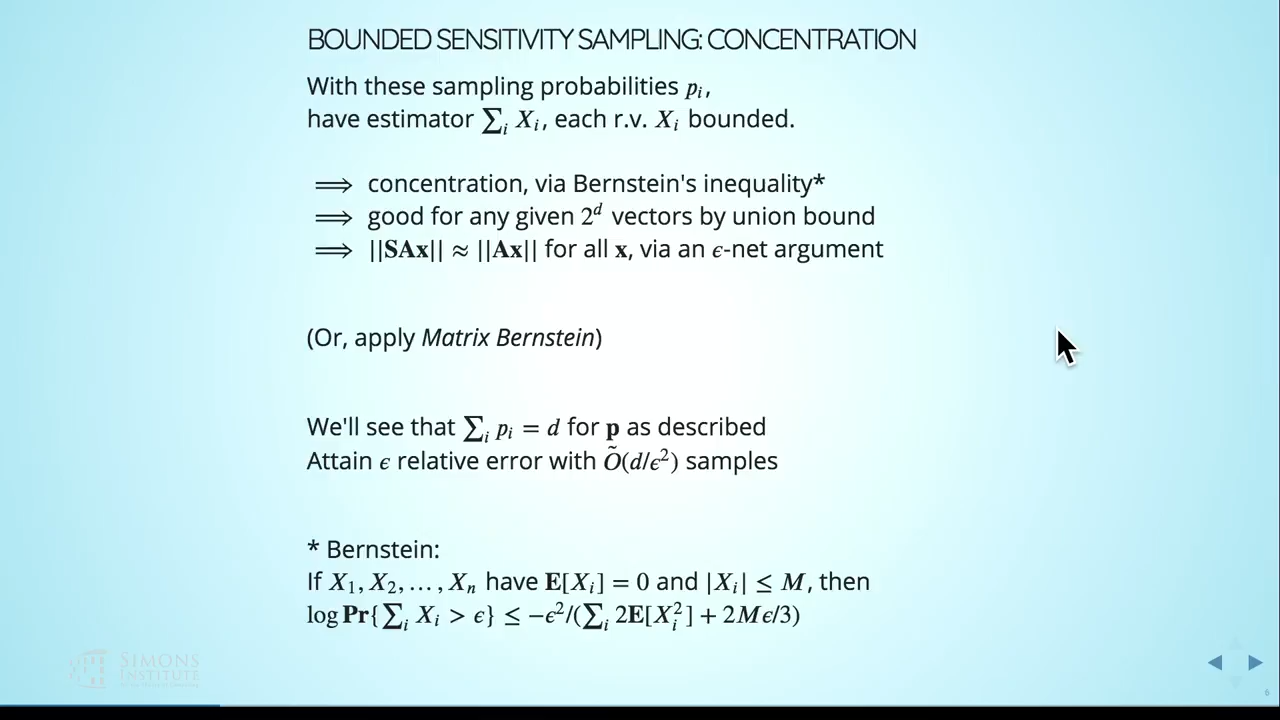 BOUNDED SENSITIVITY SAMPLING: CONCENTRATION
With these sampling probabilities pᵢ,
have estimator ∑ᵢ Xᵢ, each r.v. Xᵢ bounded.
⟹ concentration, via Bernstein's inequality*
⟹ good for any given 2ᵈ vectors by union bound
⟹ ||SAx|| ≈ ||Ax|| for all x, via an ϵ-net argument
(Or, apply Matrix Bernstein)
We'll see that ∑ᵢ pᵢ = d for p as described
Attain ϵ relative error with Õ(d/ϵ²) samples
* Bernstein:
If X₁, X₂, …, Xₙ have E[Xᵢ] = 0 and |Xᵢ| ≤ M, then
log Pr{∑ᵢ Xᵢ > ϵ} ≤ −ϵ²/(∑ᵢ 2E[Xᵢ²] + 2Mϵ/3)
SIMONS
INSTITUTE
6